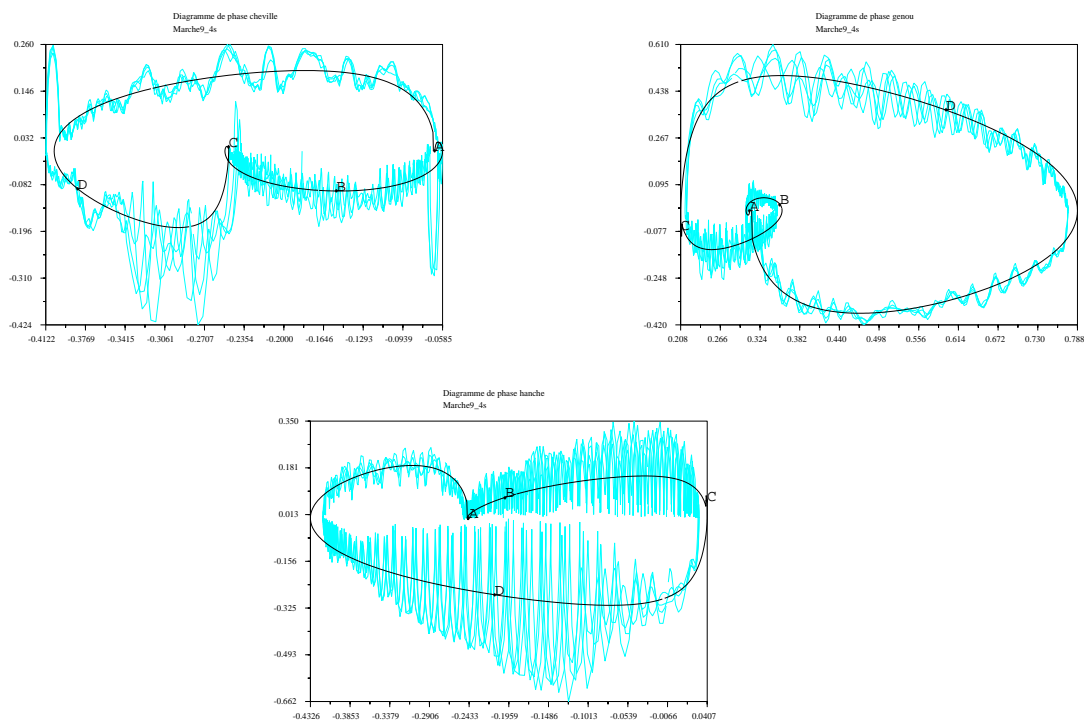 Diagramme de phase cheville
Marche9_4s
0.260
0.146
0.032
-0.082
-0.196
-0.310
-0.424
-0.4122 -0.3769 -0.3415 -0.3061 -0.2707 -0.2354 -0.2000 -0.1646 -0.1293 -0.0939 -0.0585
A
B
C
D
Diagramme de phase genou
Marche9_4s
0.610
0.438
0.267
0.095
-0.077
-0.248
-0.420
0.208 0.266 0.324 0.382 0.440 0.498 0.556 0.614 0.672 0.730 0.788
A
B
C
D
Diagramme de phase hanche
Marche9_4s
0.350
0.181
0.013
-0.156
-0.325
-0.493
-0.662
-0.4326 -0.3853 -0.3379 -0.2906 -0.2433 -0.1959 -0.1486 -0.1013 -0.0539 -0.0066 0.0407
A
B
C
D